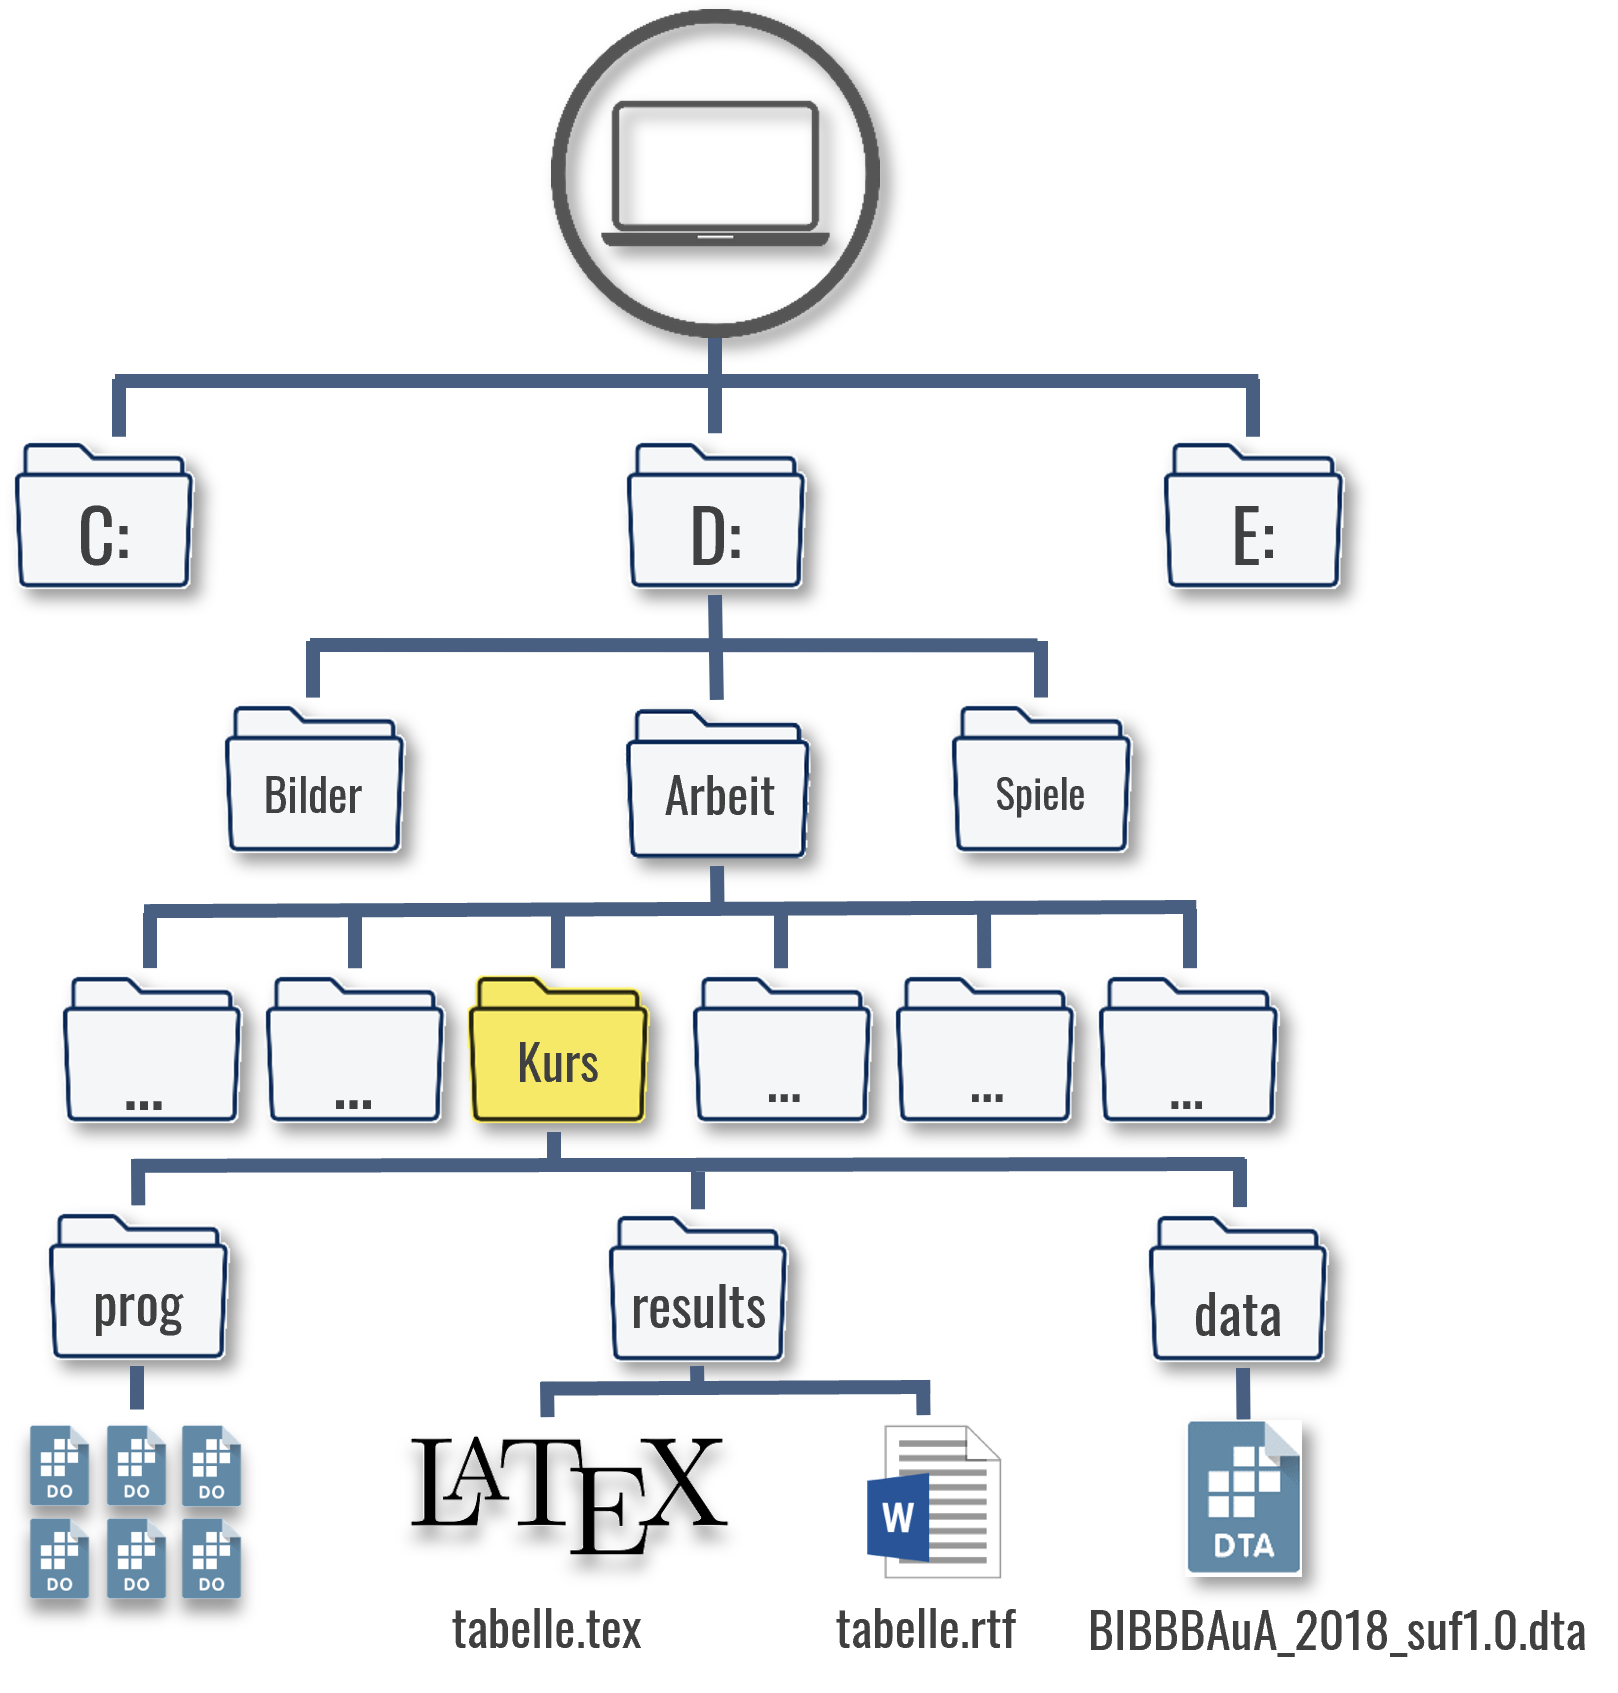 C:
D:
E:
Bilder
Arbeit
Spiele
...
...
Kurs
...
...
...
prog
results
data
DO
DO
DO
DO
DO
DO
LATEX
W
DTA
tabelle.tex
tabelle.rtf
BIBBBAuA_2018_suf1.0.dta